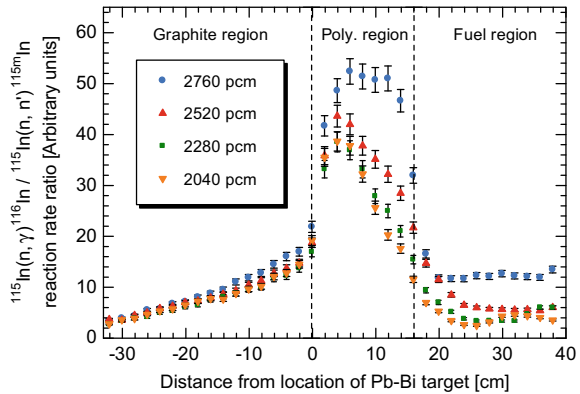 Graphite region Poly. region Fuel region
2760 pcm
2520 pcm
2280 pcm
2040 pcm
¹¹⁵In(n, γ)¹¹⁶In / ¹¹⁵In(n, n')¹¹⁵ᵐIn
reaction rate ratio [Arbitrary units]
60
50
40
30
20
10
0
-30 -20 -10 0 10 20 30 40
Distance from location of Pb-Bi target [cm]